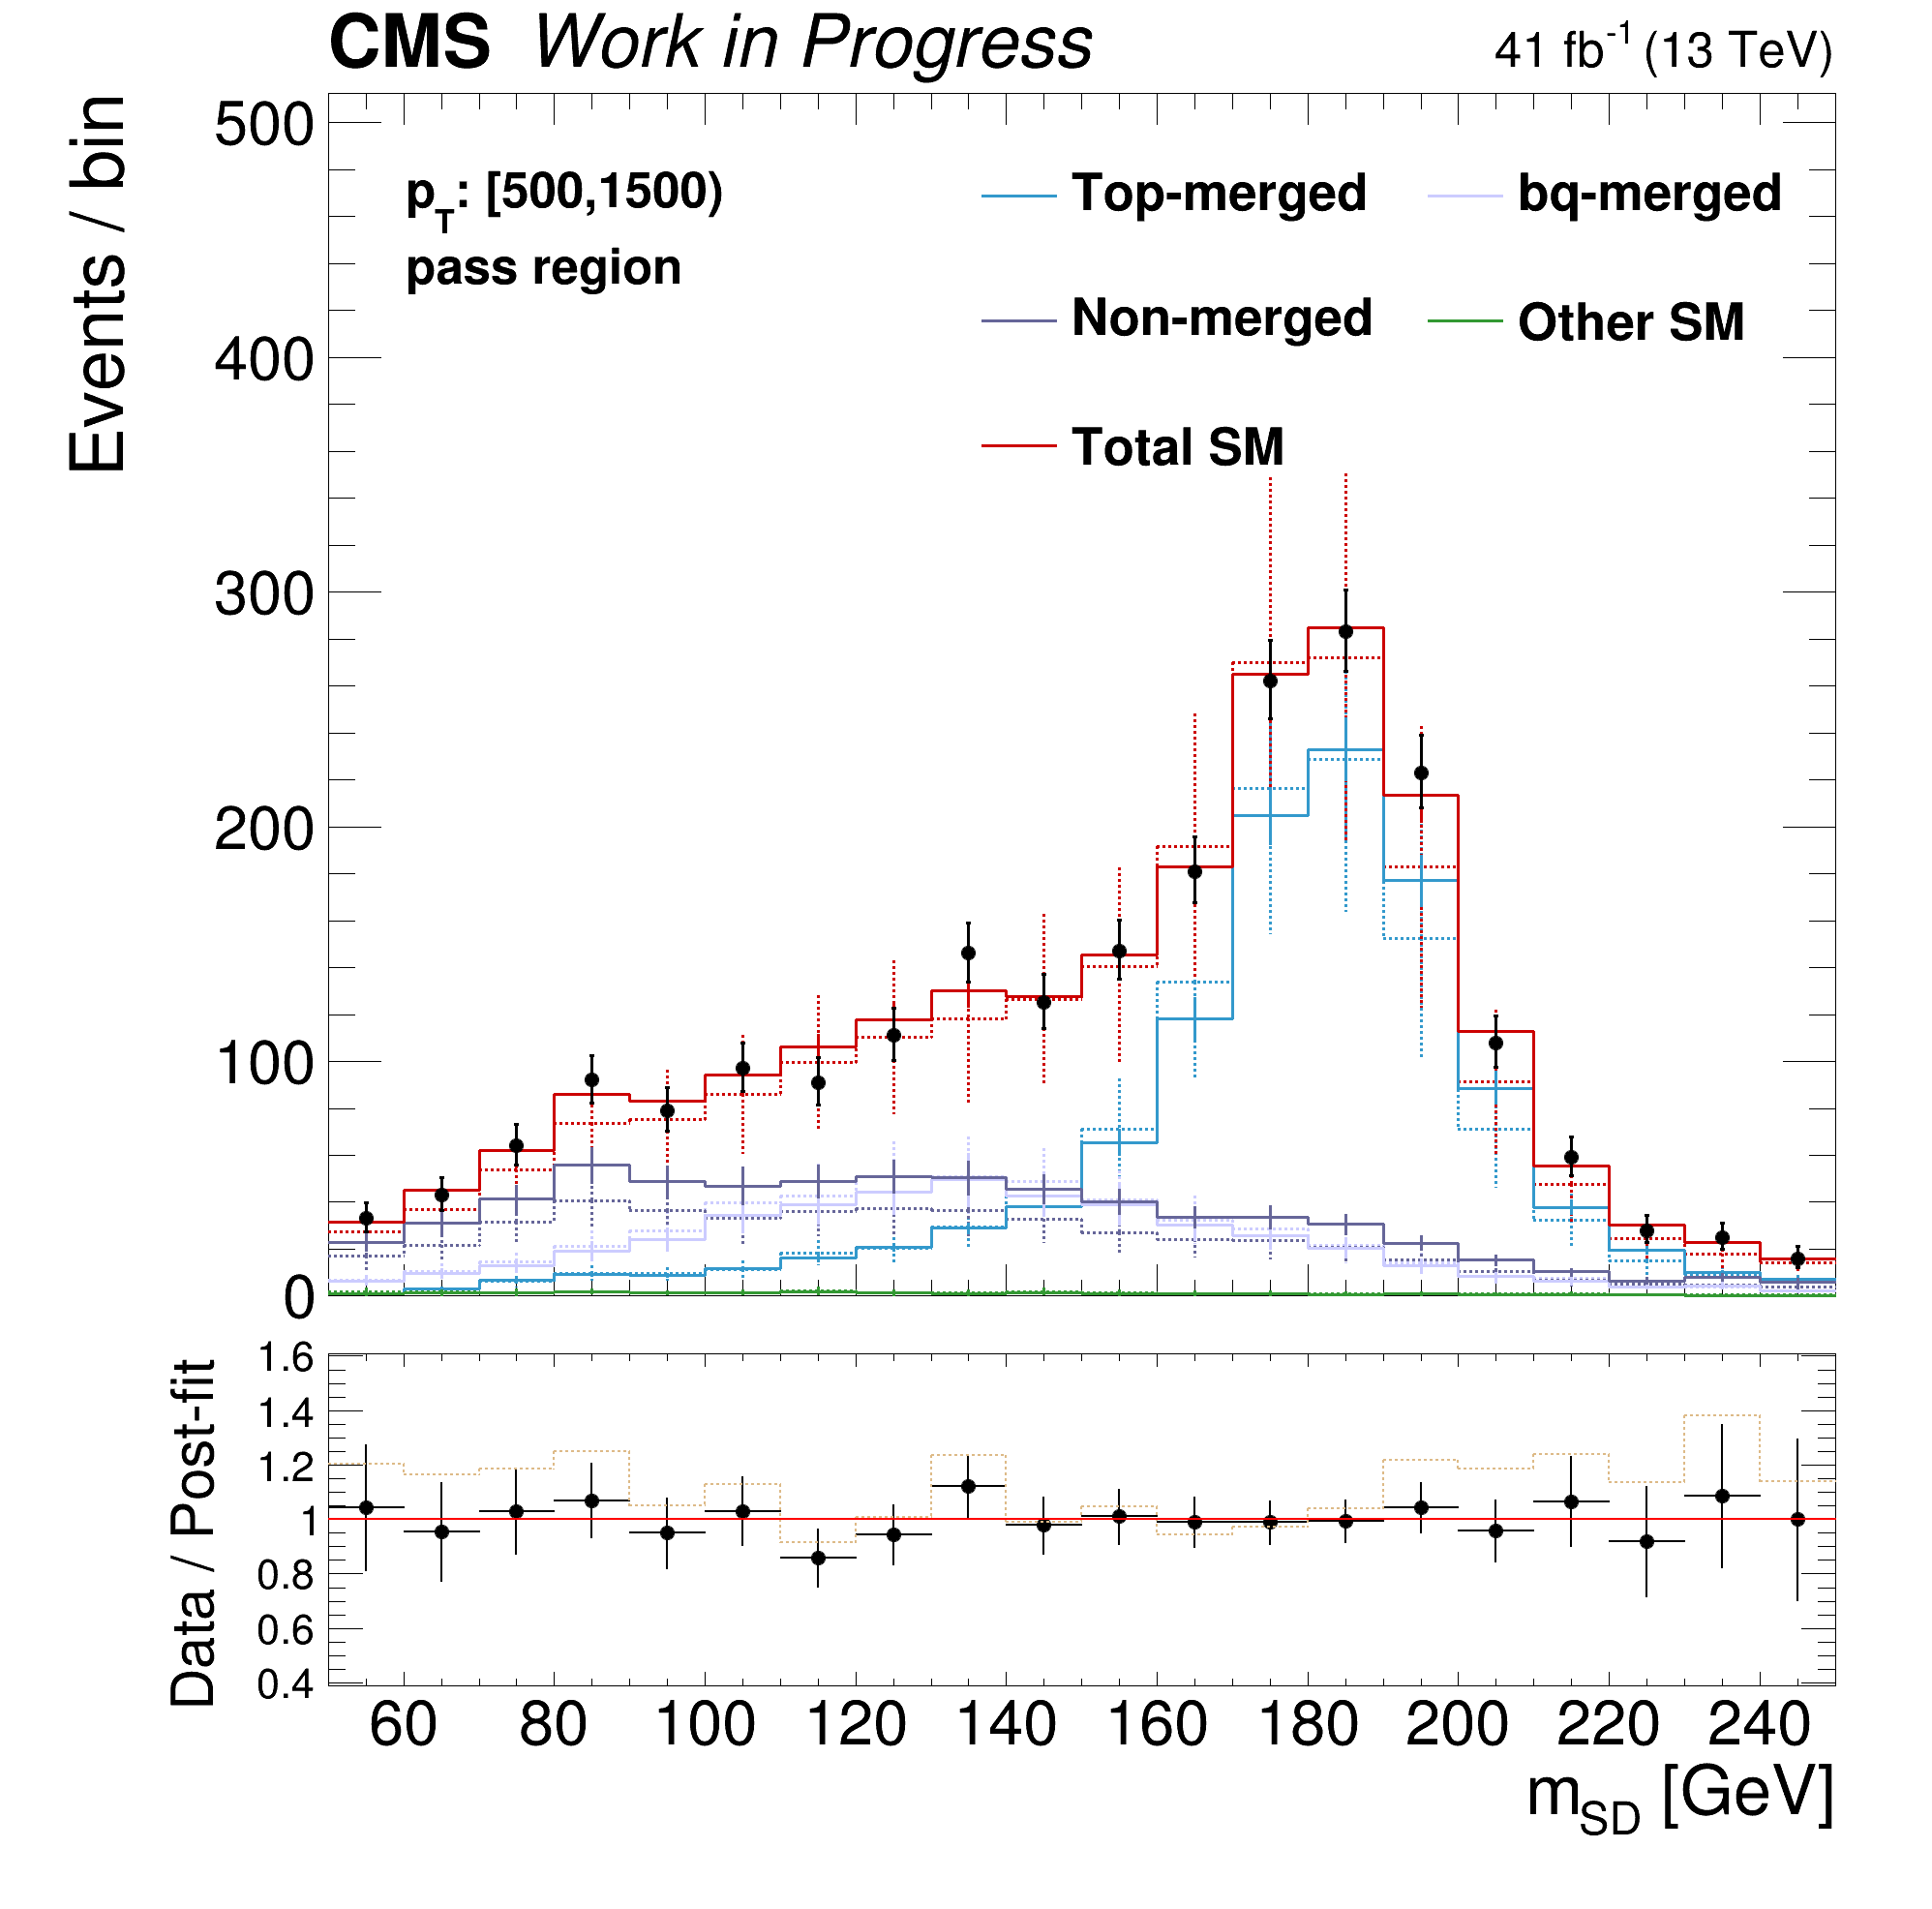 CMS Work in Progress
41 fb-1 (13 TeV)
Events / bin
500
400
300
200
100
0
pT: [500,1500)
pass region
Top-merged
bq-merged
Non-merged
Other SM
Total SM
Data / Post-fit
1.6
1.4
1.2
1
0.8
0.6
0.4
60 80 100 120 140 160 180 200 220 240
mSD [GeV]